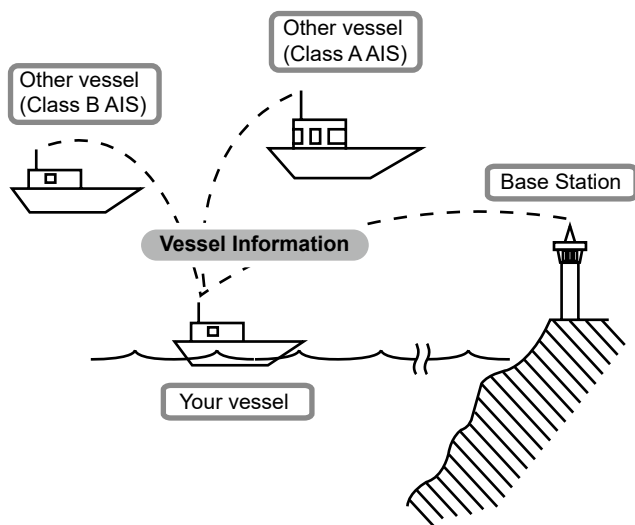 Other vessel
(Class A AIS)
Other vessel
(Class B AIS)
Base Station
Vessel Information
Your vessel